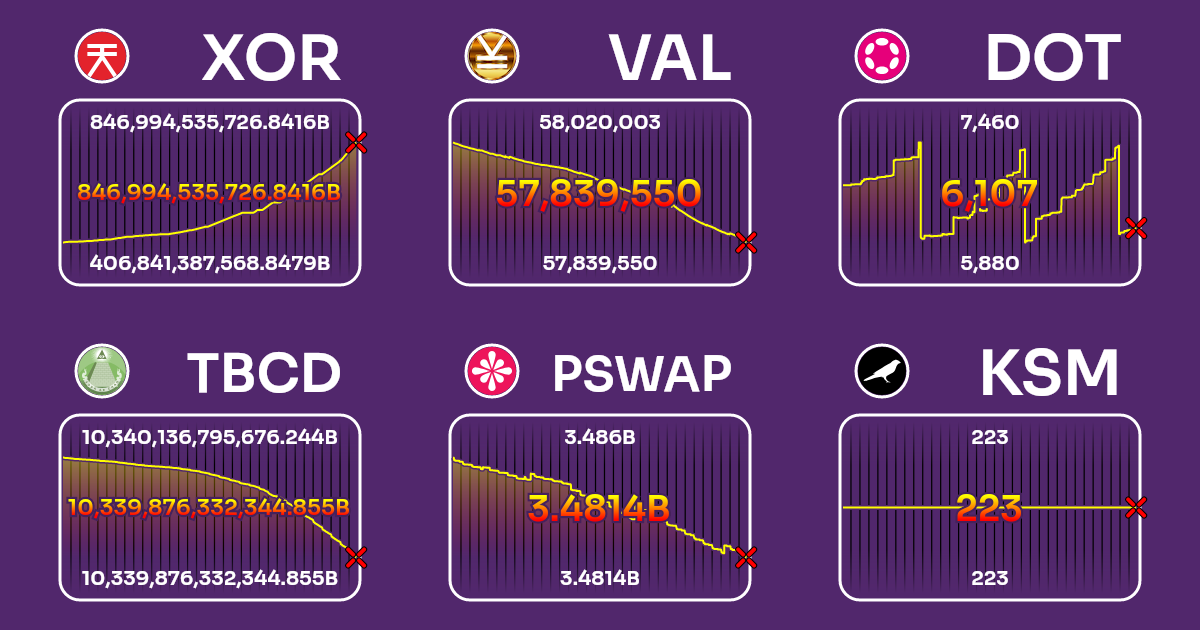 XOR
846,994,535,726.8416B
846,994,535,726.8416B
406,841,387,568.8479B
VAL
58,020,003
57,839,550
57,839,550
DOT
7,460
6,107
5,880
TBCD
10,340,136,795,676.244B
10,339,876,332,344.855B
10,339,876,332,344.855B
PSWAP
3.486B
3.4814B
3.4814B
KSM
223
223
223